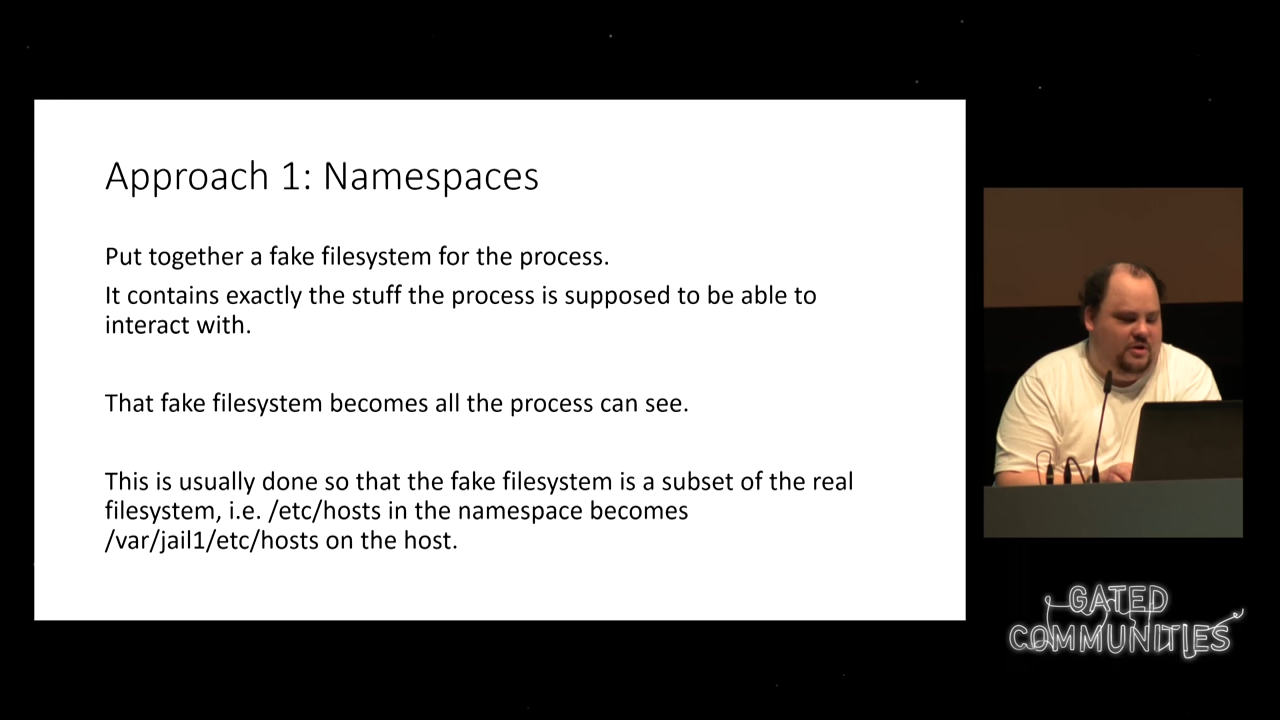 Approach 1: Namespaces
Put together a fake filesystem for the process.
It contains exactly the stuff the process is supposed to be able to
interact with.
That fake filesystem becomes all the process can see.
This is usually done so that the fake filesystem is a subset of the real
filesystem, i.e. /etc/hosts in the namespace becomes
/var/jail1/etc/hosts on the host.
GATED
COMMUNITIES